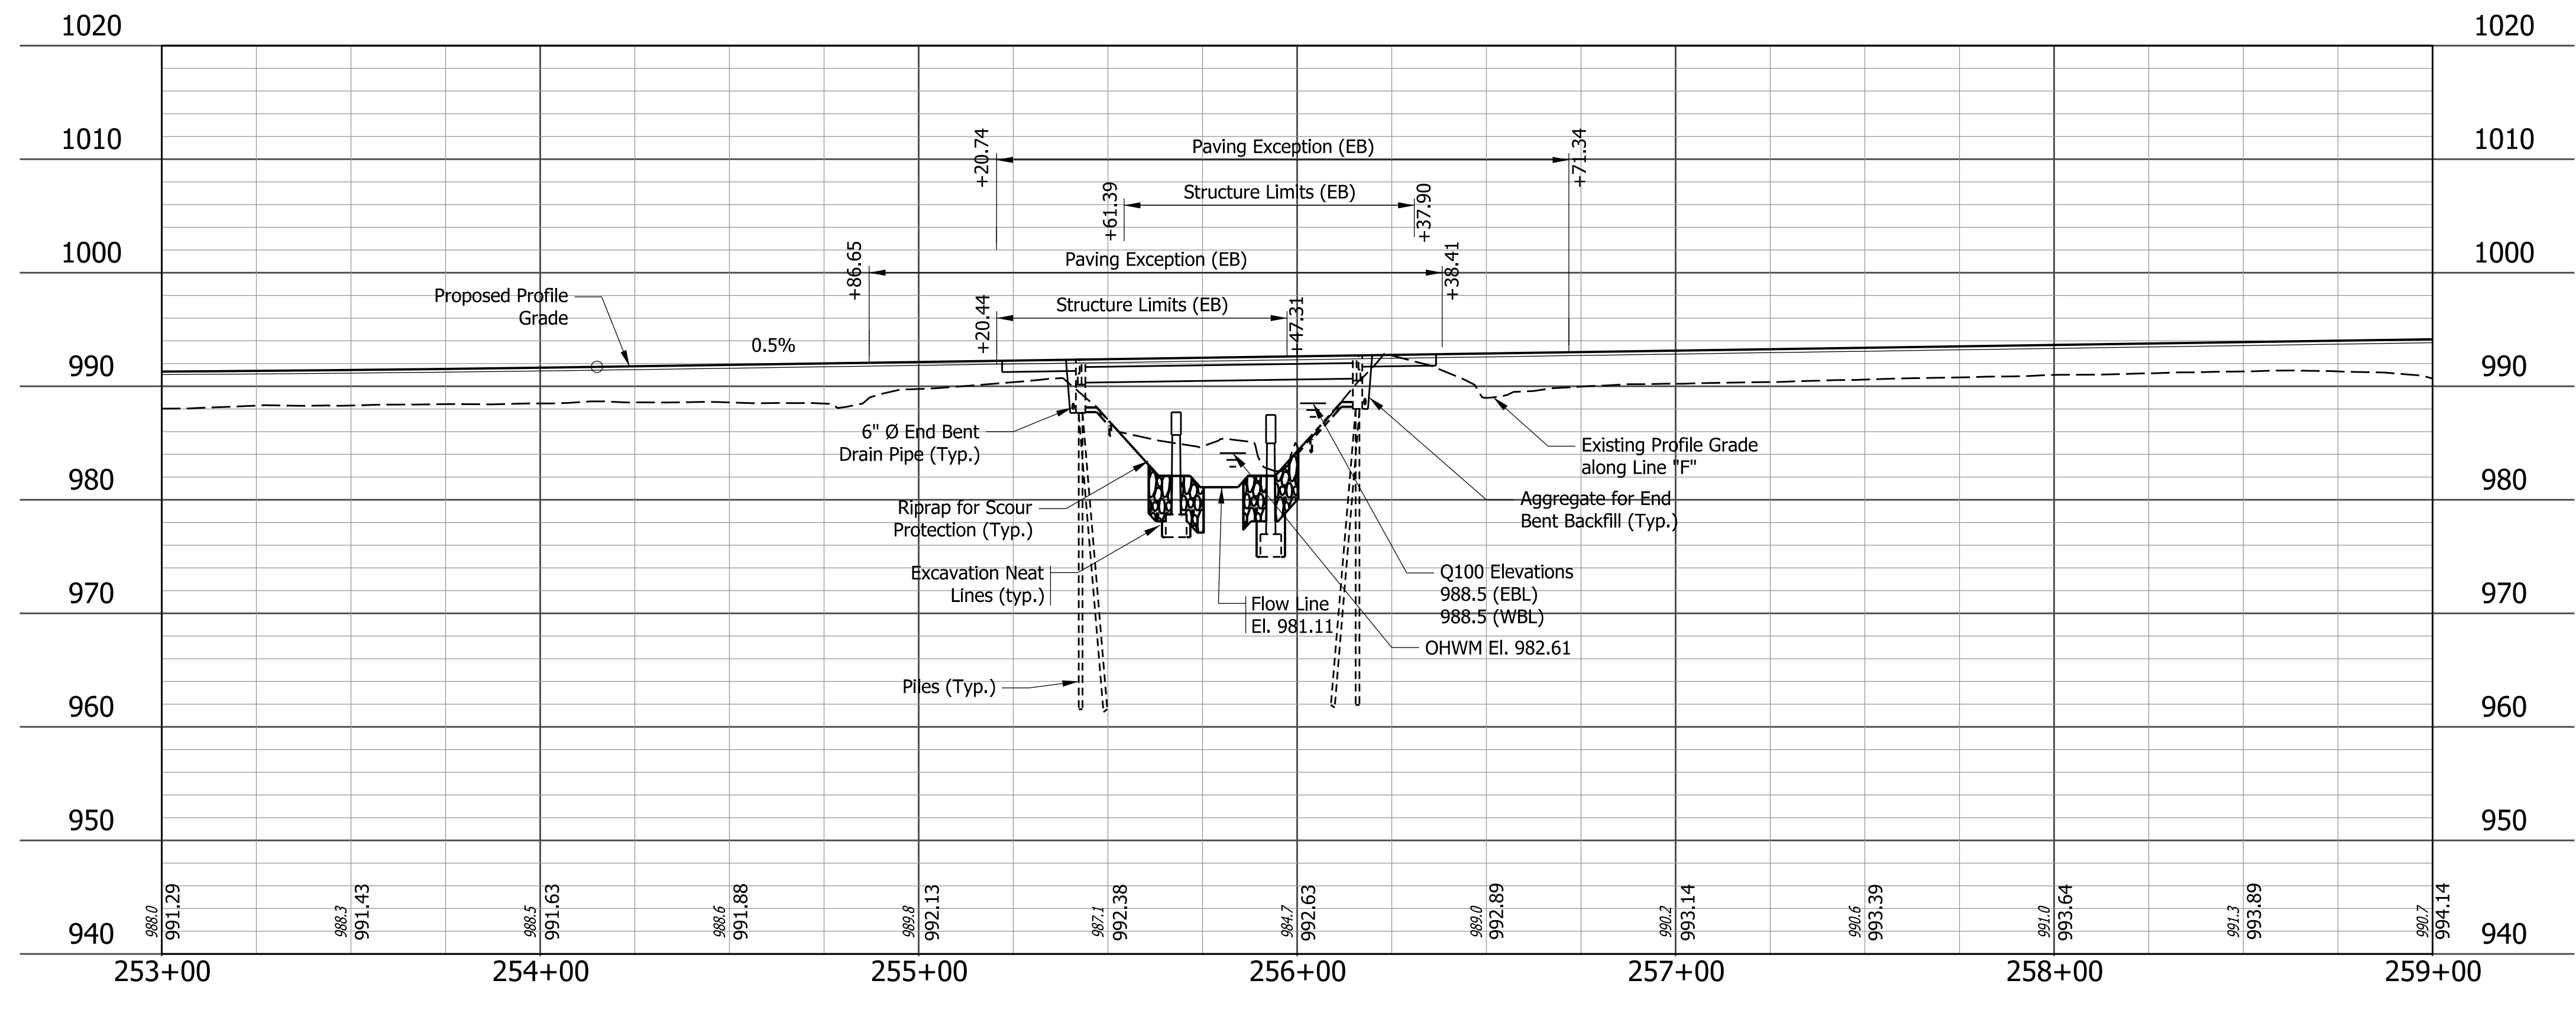 1020
1020
1010
1010
1000
1000
990
990
980
980
970
970
960
960
950
950
940
940
+20.74
Paving Exception (EB)
+71.34
+61.39
Structure Limits (EB)
+37.90
+86.65
Paving Exception (EB)
+38.41
+20.44
Structure Limits (EB)
+47.31
Proposed Profile
Grade
0.5%
6" Ø End Bent
Drain Pipe (Typ.)
Riprap for Scour
Protection (Typ.)
Excavation Neat
Lines (typ.)
Piles (Typ.)
Flow Line
El. 981.11
Existing Profile Grade
along Line "F"
Aggregate for End
Bent Backfill (Typ.)
Q100 Elevations
988.5 (EBL)
988.5 (WBL)
OHWM El. 982.61
988.0
991.29
988.3
991.43
988.5
991.63
988.6
991.88
989.8
992.13
987.1
992.38
984.7
992.63
989.0
992.89
990.2
993.14
990.6
993.39
991.0
993.64
991.3
993.89
990.7
994.14
253+00
254+00
255+00
256+00
257+00
258+00
259+00